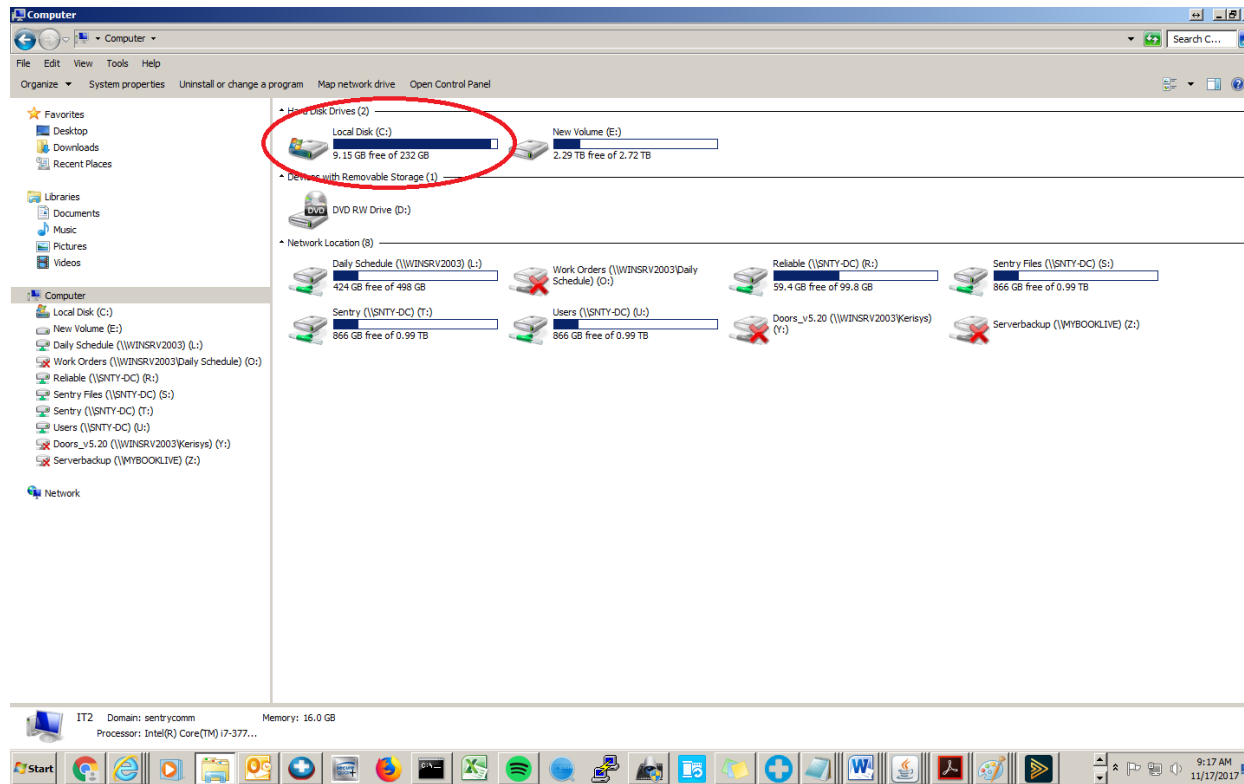 Computer
Computer
Search C...
File Edit View Tools Help
Organize System properties Uninstall or change a program Map network drive Open Control Panel
Favorites
Desktop
Downloads
Recent Places
Libraries
Documents
Music
Pictures
Videos
Computer
Local Disk (C:)
New Volume (E:)
Daily Schedule (\\WINSRV2003) (L:)
Work Orders (\\WINSRV2003\Daily Schedule) (O:)
Reliable (\\SNTY-DC) (R:)
Sentry Files (\\SNTY-DC) (S:)
Sentry (\\SNTY-DC) (T:)
Users (\\SNTY-DC) (U:)
Doors_v5.20 (\\WINSRV2003\Kerisys) (Y:)
Serverbackup (\\MYBOOKLIVE) (Z:)
Network
Hard Disk Drives (2)
Local Disk (C:)
9.15 GB free of 232 GB
New Volume (E:)
2.29 TB free of 2.72 TB
Devices with Removable Storage (1)
DVD
DVD RW Drive (D:)
Network Location (8)
Daily Schedule (\\WINSRV2003) (L:)
424 GB free of 498 GB
Work Orders (\\WINSRV2003\Daily
Schedule) (O:)
Reliable (\\SNTY-DC) (R:)
59.4 GB free of 99.8 GB
Sentry Files (\\SNTY-DC) (S:)
866 GB free of 0.99 TB
Sentry (\\SNTY-DC) (T:)
866 GB free of 0.99 TB
Users (\\SNTY-DC) (U:)
866 GB free of 0.99 TB
Doors_v5.20 (\\WINSRV2003\Kerisys)
(Y:)
Serverbackup (\\MYBOOKLIVE) (Z:)
IT2 Domain: sentrycomm Memory: 16.0 GB
Processor: Intel(R) Core(TM) i7-377...
Start
9:17 AM
11/17/2017